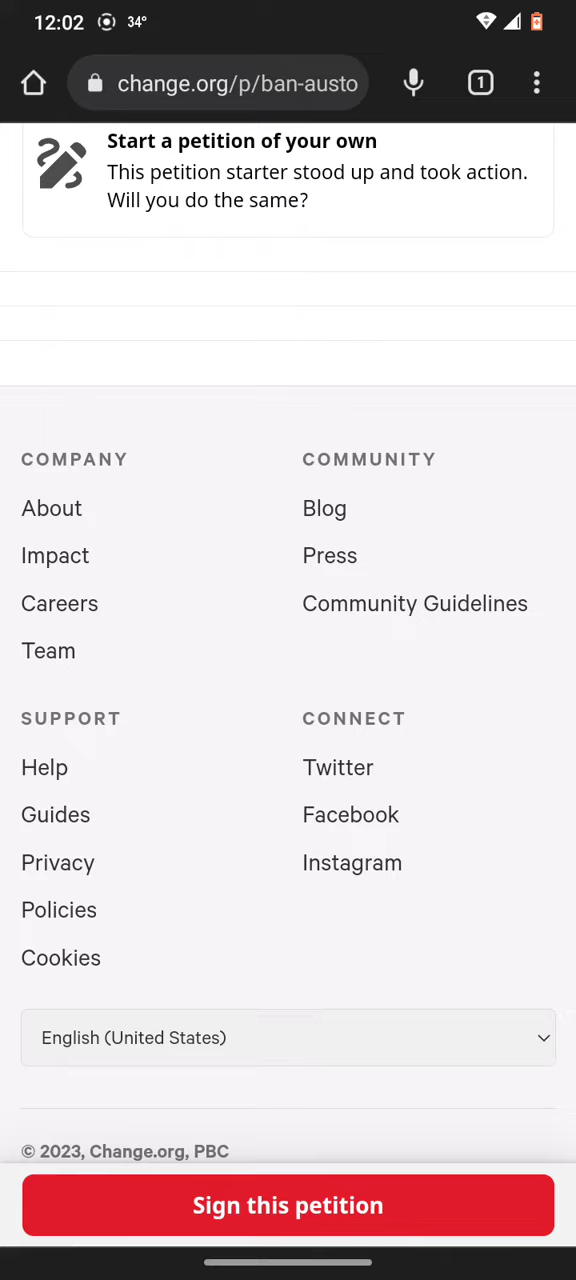 12:02 34°
change.org/p/ban-austo 1
Start a petition of your own
This petition starter stood up and took action.
Will you do the same?
COMPANY
About
Impact
Careers
Team
COMMUNITY
Blog
Press
Community Guidelines
SUPPORT
Help
Guides
Privacy
Policies
Cookies
CONNECT
Twitter
Facebook
Instagram
English (United States)
© 2023, Change.org, PBC
Sign this petition